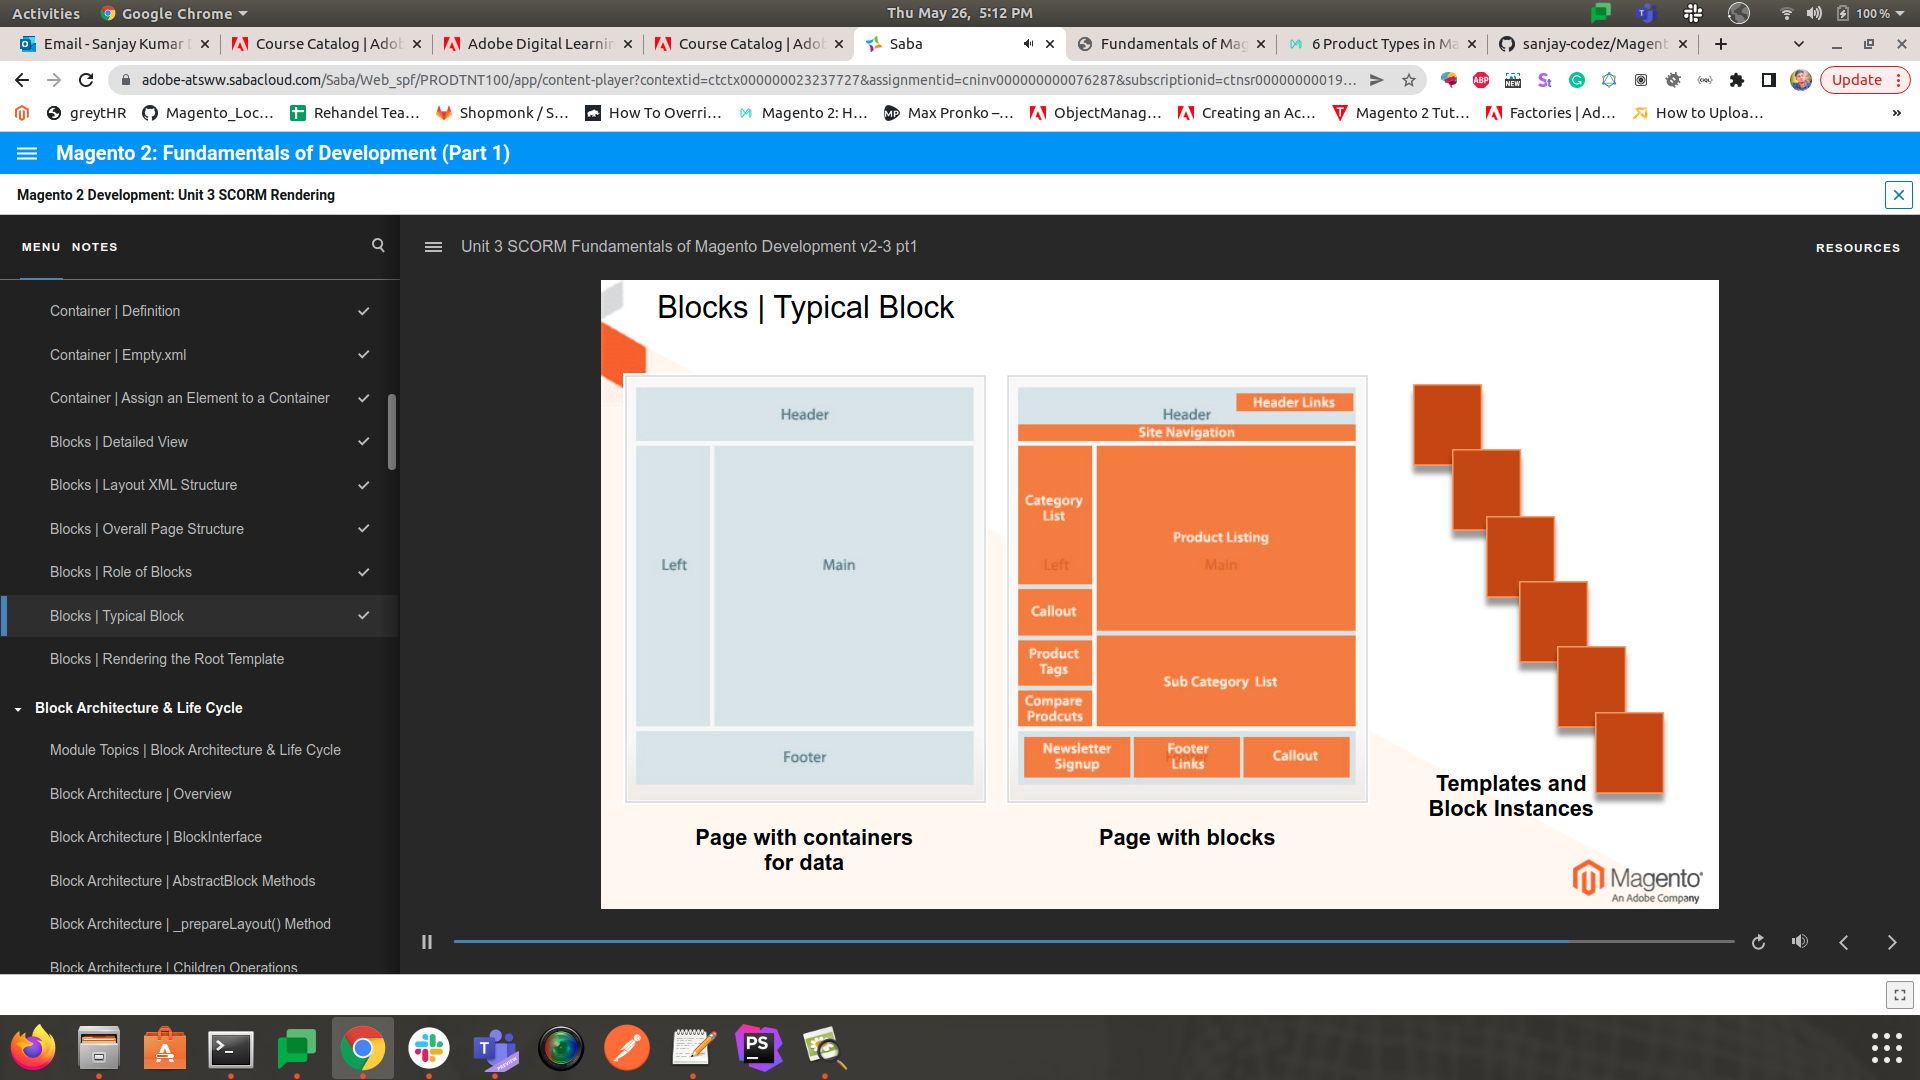 Activities
Google Chrome
Thu May 26, 5:12 PM
100 %
Email - Sanjay Kumar
Course Catalog | Adob
Adobe Digital Learnin
Course Catalog | Adob
Saba
Fundamentals of Mag
6 Product Types in Ma
sanjay-codez/Magent
adobe-atsww.sabacloud.com/Saba/Web_spf/PRODTNT100/app/content-player?contextid=ctctx000000023237727&assignmentid=cninv000000000076287&subscriptionid=ctnsr00000000019...
ABP
NEW
Update
greytHR
Magento_Loc...
Rehandel Tea...
Shopmonk / S...
How To Overri...
Magento 2: H...
Max Pronko –...
ObjectManag...
Creating an Ac...
Magento 2 Tut...
Factories | Ad...
How to Uploa...
»
Magento 2: Fundamentals of Development (Part 1)
Magento 2 Development: Unit 3 SCORM Rendering
MENU NOTES
Unit 3 SCORM Fundamentals of Magento Development v2-3 pt1
RESOURCES
Container | Definition
Container | Empty.xml
Container | Assign an Element to a Container
Blocks | Detailed View
Blocks | Layout XML Structure
Blocks | Overall Page Structure
Blocks | Role of Blocks
Blocks | Typical Block
Blocks | Rendering the Root Template
Block Architecture & Life Cycle
Module Topics | Block Architecture & Life Cycle
Block Architecture | Overview
Block Architecture | BlockInterface
Block Architecture | AbstractBlock Methods
Block Architecture | _prepareLayout() Method
Block Architecture | Children Operations
Blocks | Typical Block
Header
Left
Main
Footer
Page with containers
for data
Header
Header Links
Site Navigation
Category
List
Left
Product Listing
Main
Callout
Product
Tags
Compare
Prodcuts
Sub Category List
Newsletter
Signup
Footer
Links
Callout
Page with blocks
Templates and
Block Instances
Magento
An Adobe Company
PS